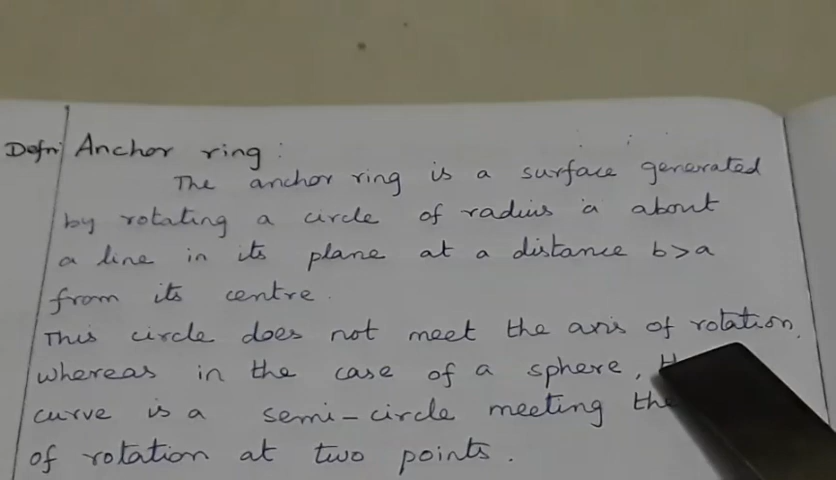 Defn: Anchor ring :
The anchor ring is a surface generated
by rotating a circle of radius 'a' about
a line in its plane at a distance b>a
from its centre.
This circle does not meet the axis of rotation.
whereas in the case of a sphere,
curve is a semi-circle meeting the
of rotation at two points.